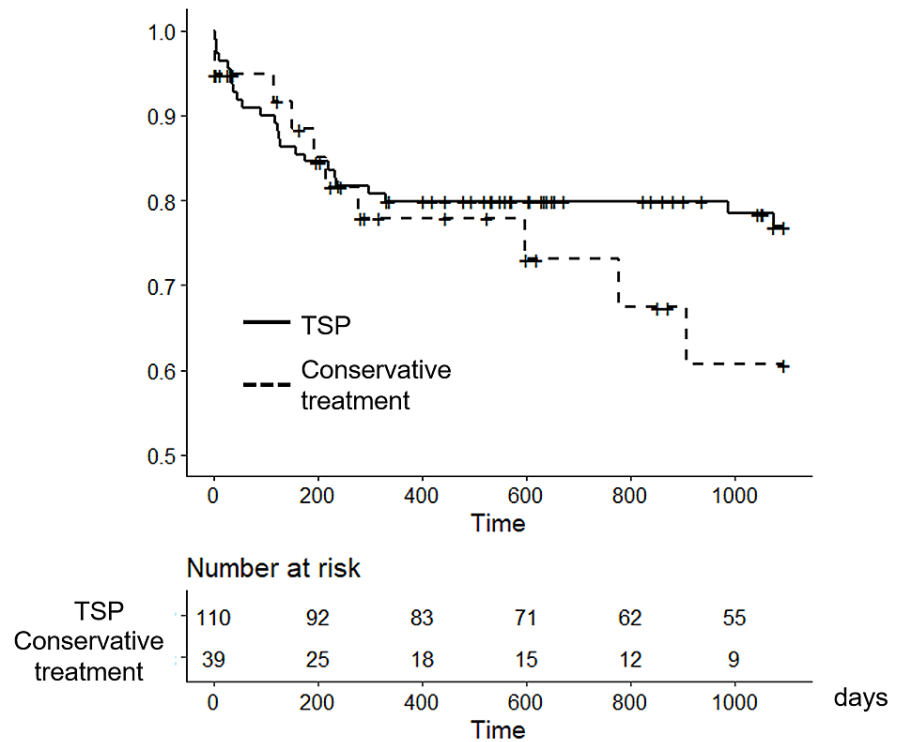 1.0
0.9
0.8
0.7
0.6
0.5
TSP
Conservative
treatment
0 200 400 600 800 1000
Time
Number at risk
TSP 110 92 83 71 62 55
Conservative
treatment 39 25 18 15 12 9
0 200 400 600 800 1000 days
Time